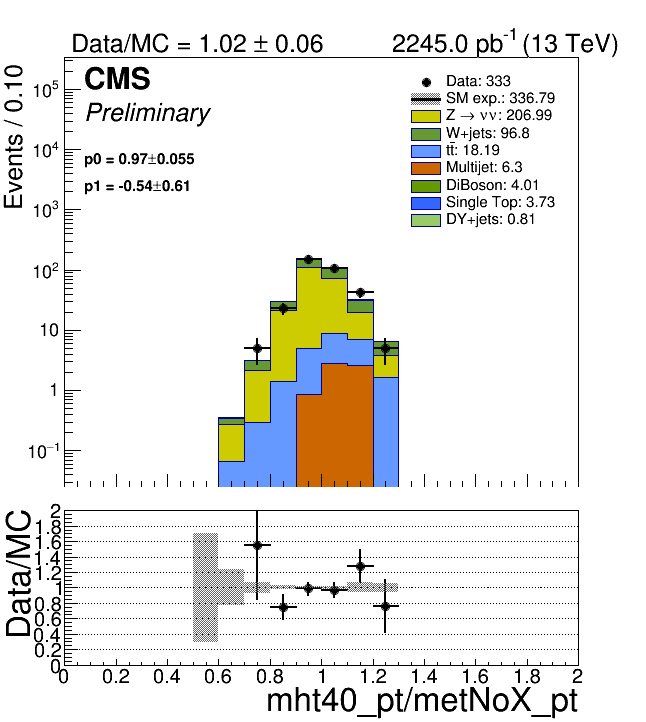 Data/MC = 1.02 ± 0.06 2245.0 pb⁻¹ (13 TeV)
CMS
Preliminary
p0 = 0.97±0.055
p1 = -0.54±0.61
Data: 333
SM exp.: 336.79
Z → νν: 206.99
W+jets: 96.8
tt̄: 18.19
Multijet: 6.3
DiBoson: 4.01
Single Top: 3.73
DY+jets: 0.81
Events / 0.10
10⁵
10⁴
10³
10²
10
1
10⁻¹
Data/MC
2
1.8
1.6
1.4
1.2
1
0.8
0.6
0.4
0.2
0
0 0.2 0.4 0.6 0.8 1 1.2 1.4 1.6 1.8 2
mht40_pt/metNoX_pt